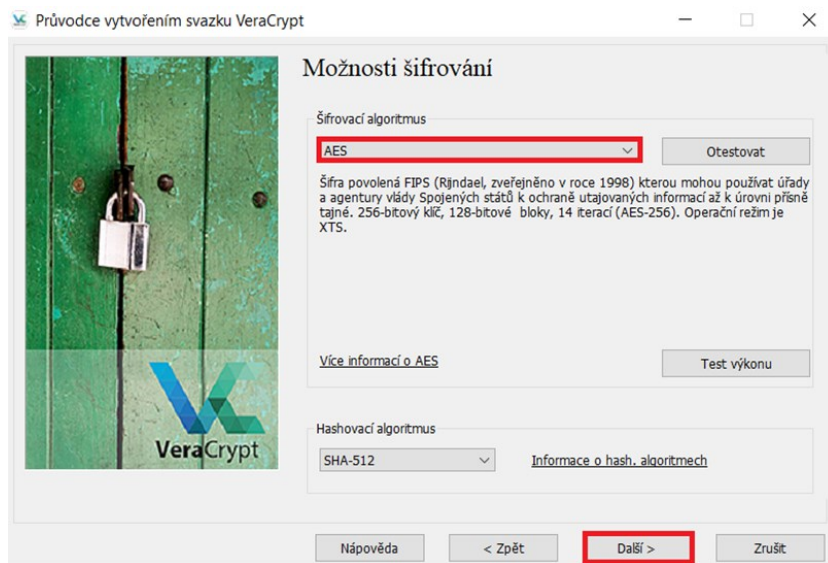 Průvodce vytvořením svazku VeraCrypt
Možnosti šifrování
Šifrovací algoritmus
AES
Otestovat
Šifra povolená FIPS (Rijndael, zveřejněno v roce 1998) kterou mohou používat úřady
a agentury vlády Spojených států k ochraně utajovaných informací až k úrovni přísně
tajné. 256-bitový klíč, 128-bitové bloky, 14 iterací (AES-256). Operační režim je
XTS.
Více informací o AES
Test výkonu
VeraCrypt
Hashovací algoritmus
SHA-512
Informace o hash. algoritmech
Nápověda
< Zpět
Další >
Zrušit